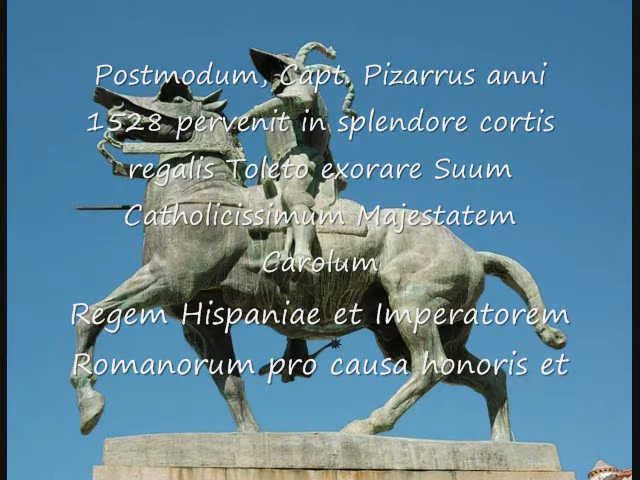 Postmodum, Capt. Pizarrus anni
1528 pervenit in splendore cortis
regalis Toleto exorare Suum
Catholicissimum Majestatem
Carolum
Regem Hispaniae et Imperatorem
Romanorum pro causa honoris et